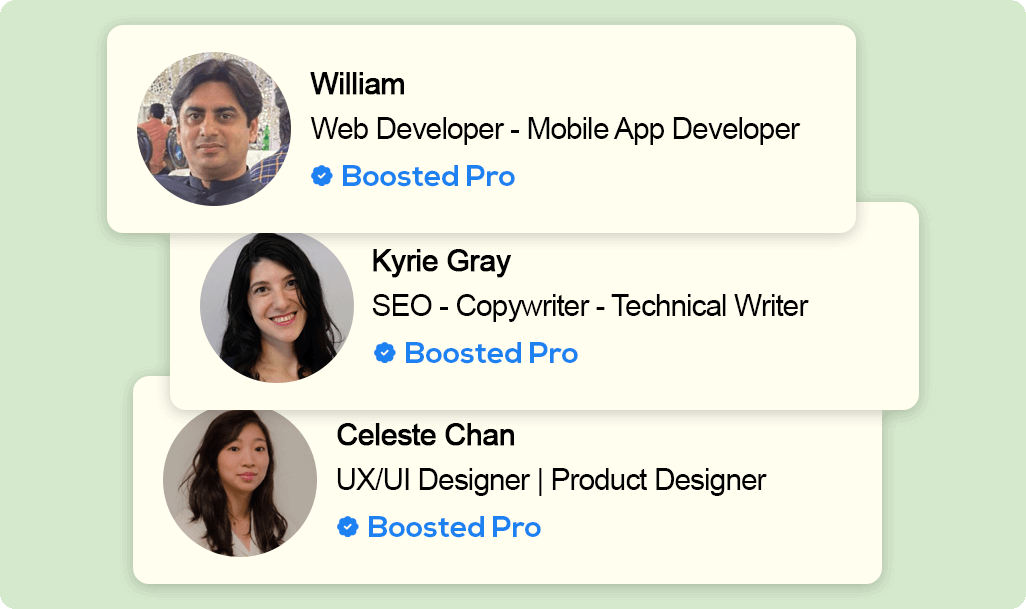 William
Web Developer - Mobile App Developer
Boosted Pro
Kyrie Gray
SEO - Copywriter - Technical Writer
Boosted Pro
Celeste Chan
UX/UI Designer | Product Designer
Boosted Pro